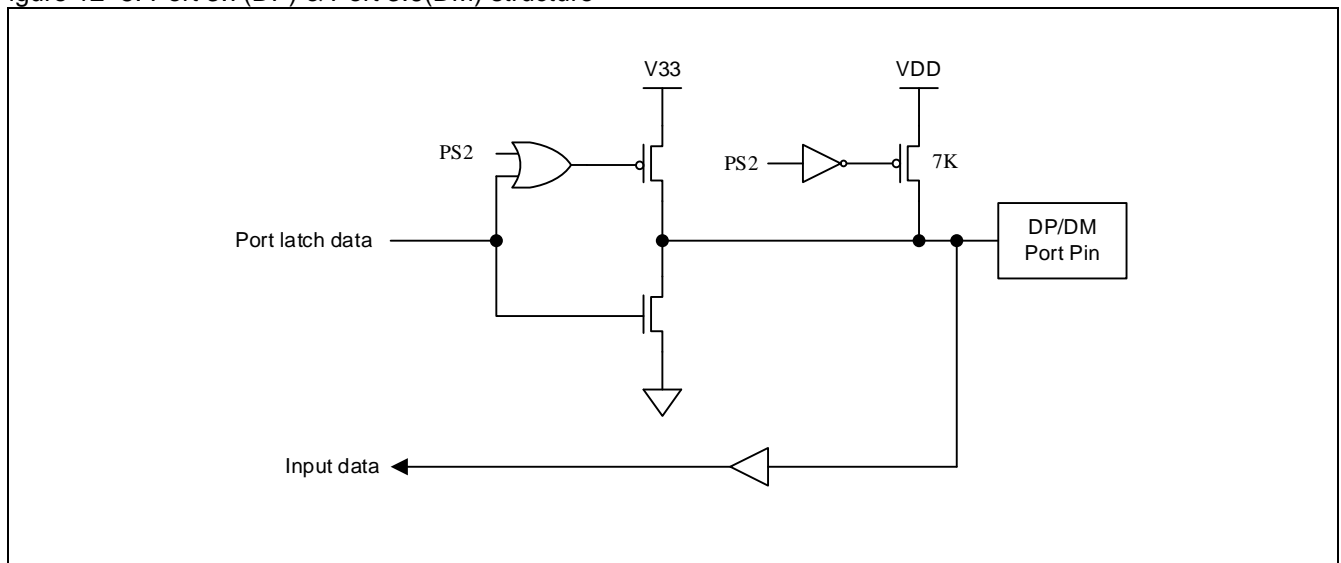 V33
VDD
PS2
PS2
7K
Port latch data
DP/DM
Port Pin
Input data